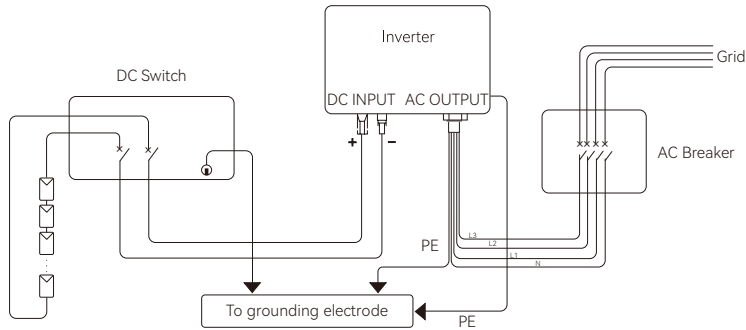 Inverter
Grid
DC Switch
DC INPUT AC OUTPUT
+ −
AC Breaker
L3
PE L2
L1
N
To grounding electrode
PE